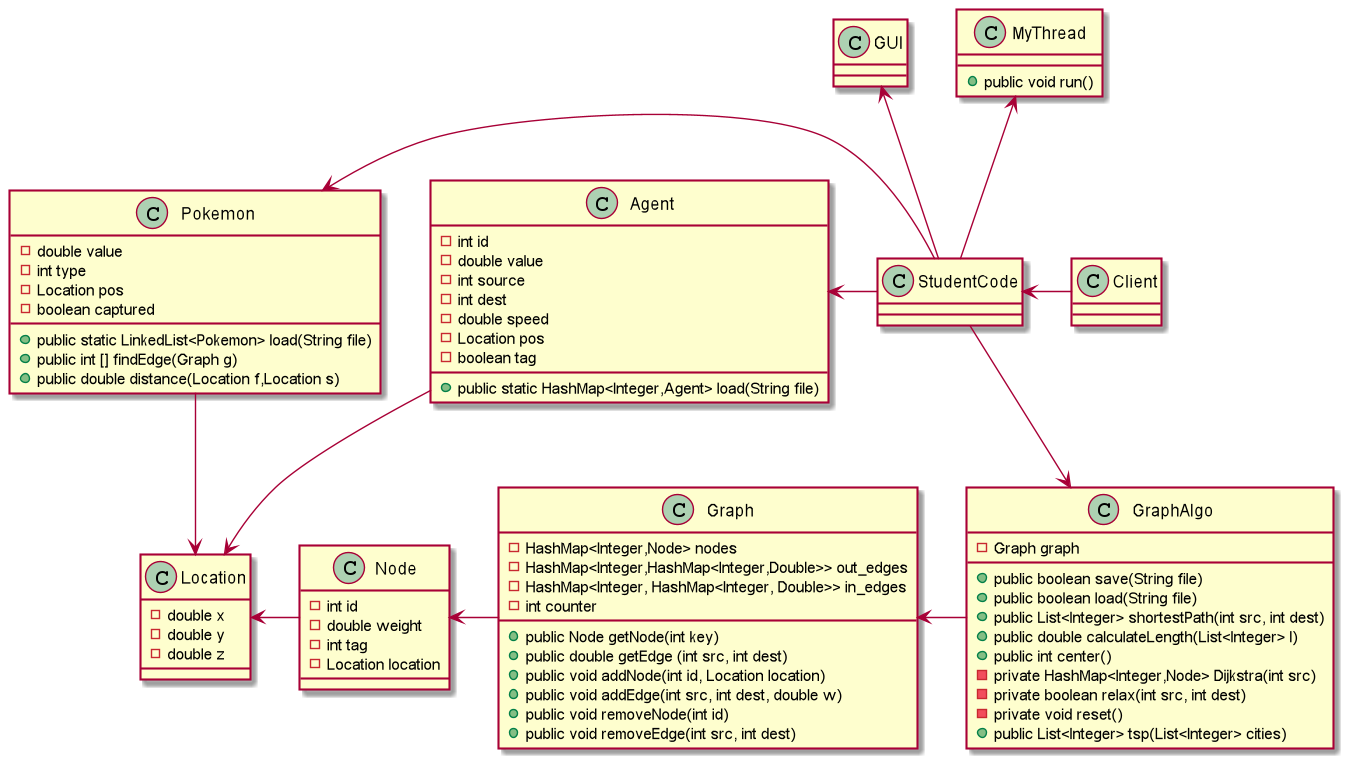 C GUI
C MyThread
public void run()
C Pokemon
double value
int type
Location pos
boolean captured
public static LinkedList<Pokemon> load(String file)
public int [] findEdge(Graph g)
public double distance(Location f,Location s)
C Agent
int id
double value
int source
int dest
double speed
Location pos
boolean tag
public static HashMap<Integer,Agent> load(String file)
C StudentCode
C Client
C Location
double x
double y
double z
C Node
int id
double weight
int tag
Location location
C Graph
HashMap<Integer,Node> nodes
HashMap<Integer,HashMap<Integer,Double>> out_edges
HashMap<Integer, HashMap<Integer, Double>> in_edges
int counter
public Node getNode(int key)
public double getEdge (int src, int dest)
public void addNode(int id, Location location)
public void addEdge(int src, int dest, double w)
public void removeNode(int id)
public void removeEdge(int src, int dest)
C GraphAlgo
Graph graph
public boolean save(String file)
public boolean load(String file)
public List<Integer> shortestPath(int src, int dest)
public double calculateLength(List<Integer> l)
public int center()
private HashMap<Integer,Node> Dijkstra(int src)
private boolean relax(int src, int dest)
private void reset()
public List<Integer> tsp(List<Integer> cities)